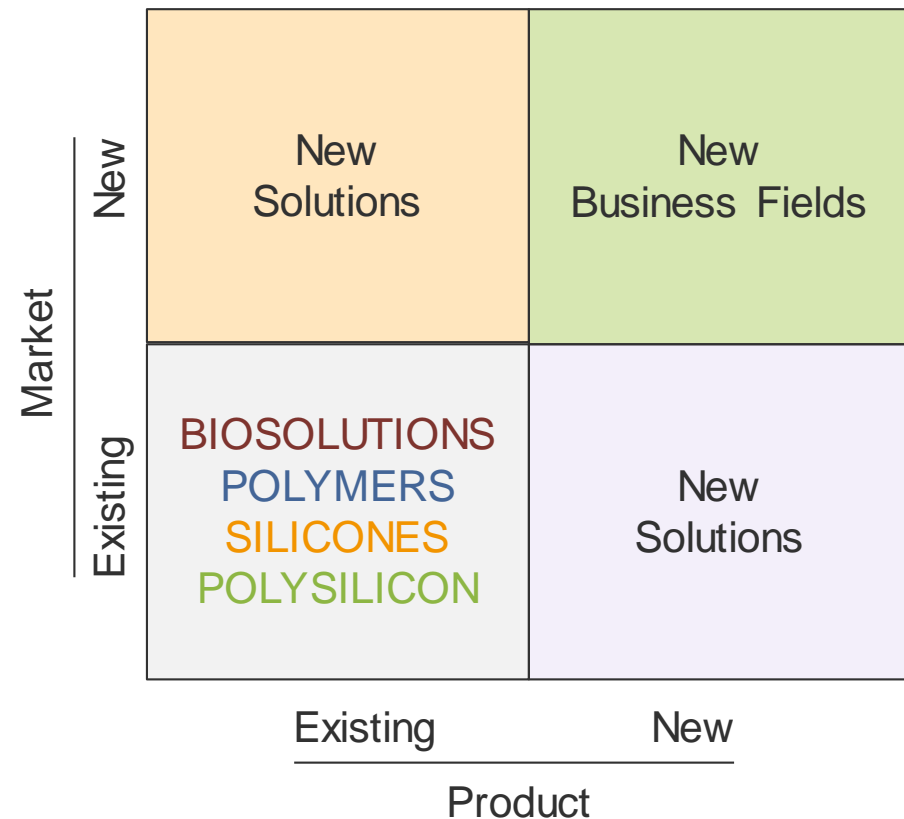 New
Solutions
New
Business Fields
Market
New
Existing
BIOSOLUTIONS
POLYMERS
SILICONES
POLYSILICON
New
Solutions
Existing
New
Product